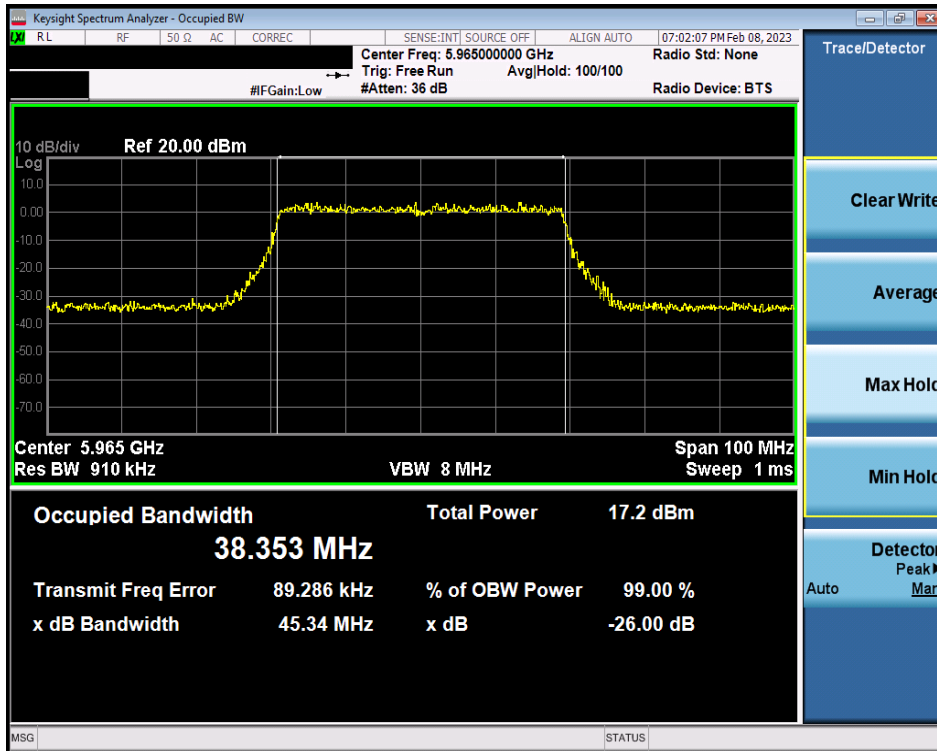 Keysight Spectrum Analyzer - Occupied BW
LXI RL RF 50 Ω AC CORREC SENSE:INT SOURCE OFF ALIGN AUTO 07:02:07 PM Feb 08, 2023
Center Freq: 5.965000000 GHz Radio Std: None
Trig: Free Run Avg|Hold: 100/100
#IFGain:Low #Atten: 36 dB Radio Device: BTS
10 dB/div Ref 20.00 dBm
Log
10.0
0.00
-10.0
-20.0
-30.0
-40.0
-50.0
-60.0
-70.0
Center 5.965 GHz Span 100 MHz
Res BW 910 kHz VBW 8 MHz Sweep 1 ms
Occupied Bandwidth Total Power 17.2 dBm
38.353 MHz
Transmit Freq Error 89.286 kHz % of OBW Power 99.00 %
x dB Bandwidth 45.34 MHz x dB -26.00 dB
MSG STATUS
Trace/Detector
Clear Write
Average
Max Hold
Min Hold
Detector
Peak
Auto Man